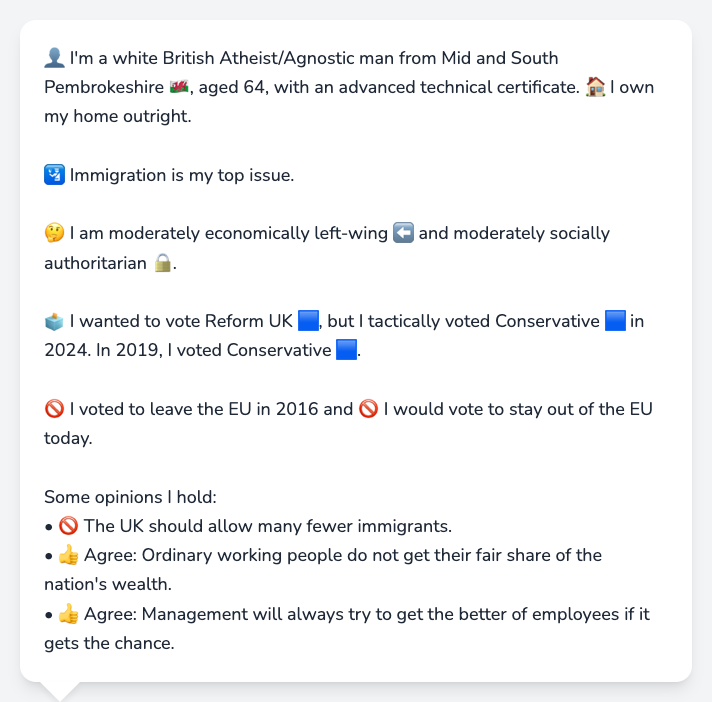 👤 I'm a white British Atheist/Agnostic man from Mid and South
Pembrokeshire 🏴󠁧󠁢󠁷󠁬󠁳󠁿, aged 64, with an advanced technical certificate. 🏠 I own
my home outright.
🛂 Immigration is my top issue.
🤔 I am moderately economically left-wing ⬅️ and moderately socially
authoritarian 🔒.
🗳️ I wanted to vote Reform UK 🟦, but I tactically voted Conservative 🟦 in
2024. In 2019, I voted Conservative 🟦.
🚫 I voted to leave the EU in 2016 and 🚫 I would vote to stay out of the EU
today.
Some opinions I hold:
• 🚫 The UK should allow many fewer immigrants.
• 👍 Agree: Ordinary working people do not get their fair share of the
nation's wealth.
• 👍 Agree: Management will always try to get the better of employees if it
gets the chance.